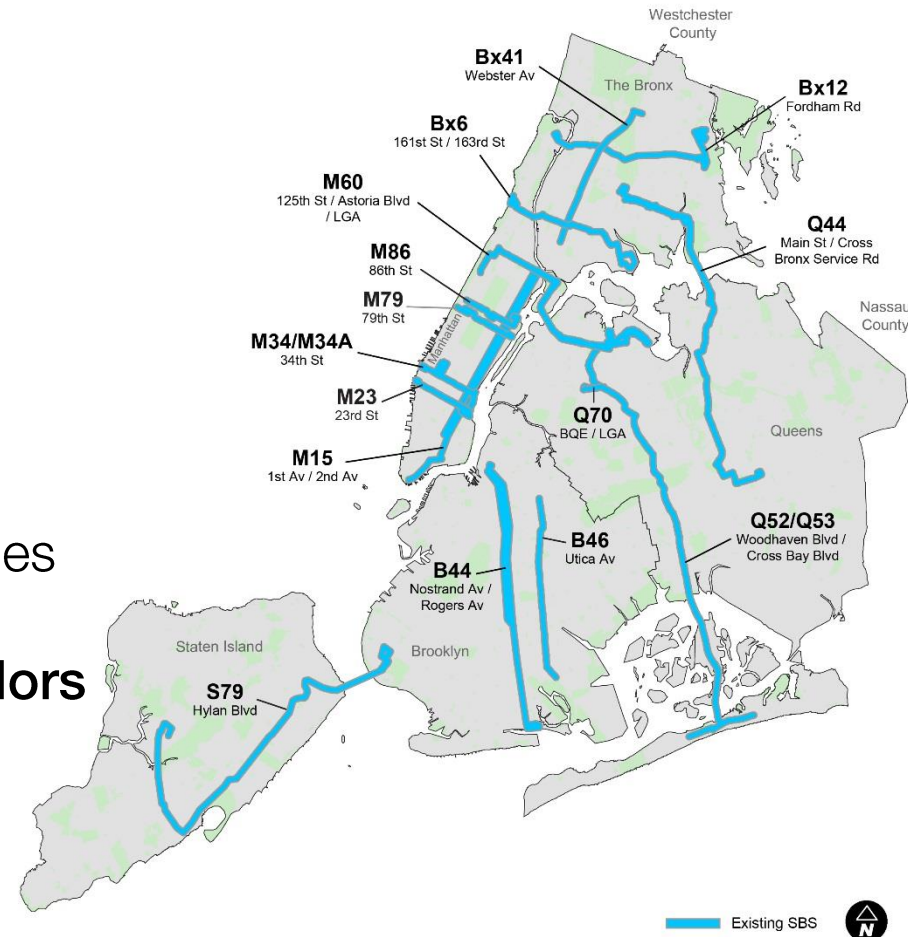 Westchester
County
Bx41
Webster Av
The Bronx
Bx12
Fordham Rd
Bx6
161st St / 163rd St
M60
125th St / Astoria Blvd
/ LGA
Q44
Main St / Cross
Bronx Service Rd
M86
86th St
M79
79th St
Nassau
County
Manhattan
M34/M34A
34th St
M23
23rd St
Q70
BQE / LGA
Queens
M15
1st Av / 2nd Av
Q52/Q53
Woodhaven Blvd /
Cross Bay Blvd
B46
Utica Av
B44
Nostrand Av /
Rogers Av
Staten Island
Brooklyn
S79
Hylan Blvd
Existing SBS
N